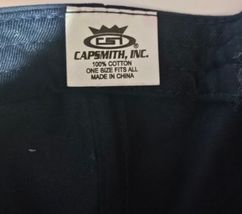 CSI ®
CAPSMITH, INC.
100% COTTON
ONE SIZE FITS ALL
MADE IN CHINA